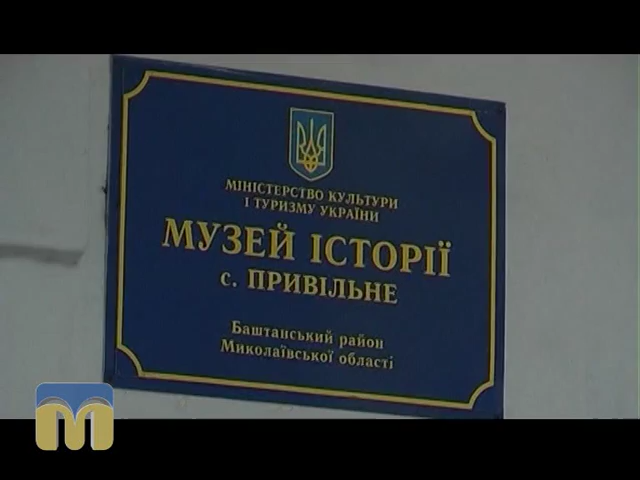 МІНІСТЕРСТВО КУЛЬТУРИ
І ТУРИЗМУ УКРАЇНИ
МУЗЕЙ ІСТОРІЇ
с. ПРИВІЛЬНЕ
Баштанський район
Миколаївської області
М